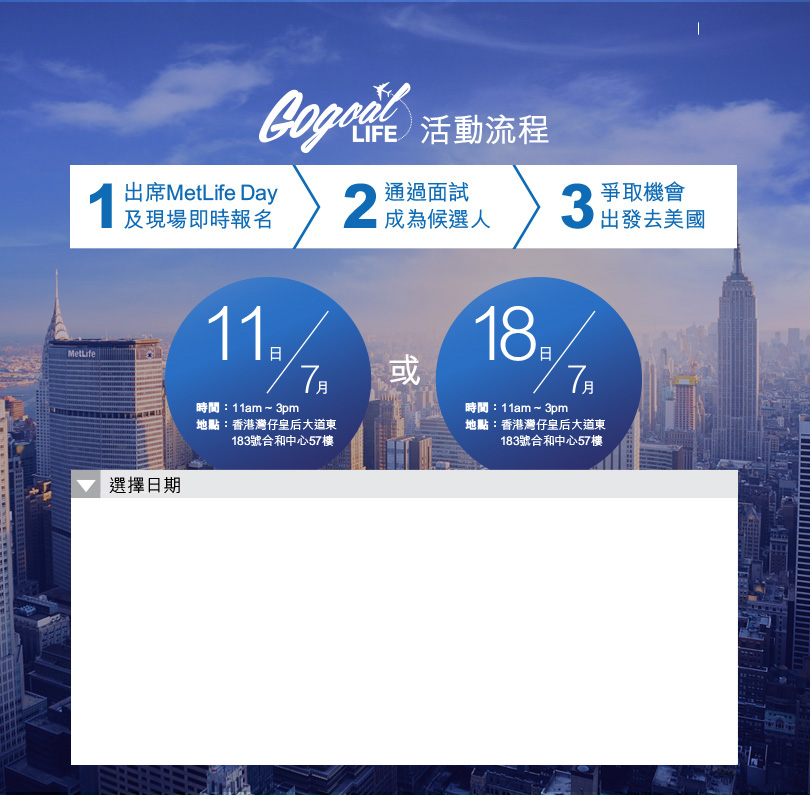 Gogoal LIFE 活動流程
1 出席MetLife Day
及現場即時報名
2 通過面試
成為候選人
3 爭取機會
出發去美國
MetLife
11日/7月
時間：11am ~ 3pm
地點：香港灣仔皇后大道東
183號合和中心57樓
或
18日/7月
時間：11am ~ 3pm
地點：香港灣仔皇后大道東
183號合和中心57樓
選擇日期